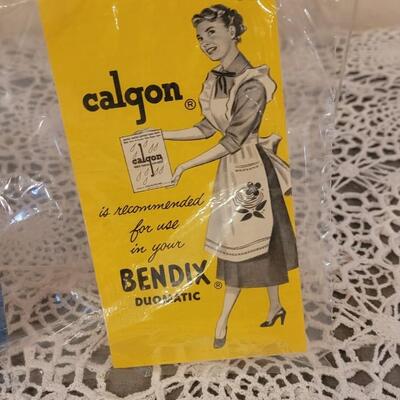 calgon®
calgon
is recommended
for use
in your
BENDIX®
DUOMATIC